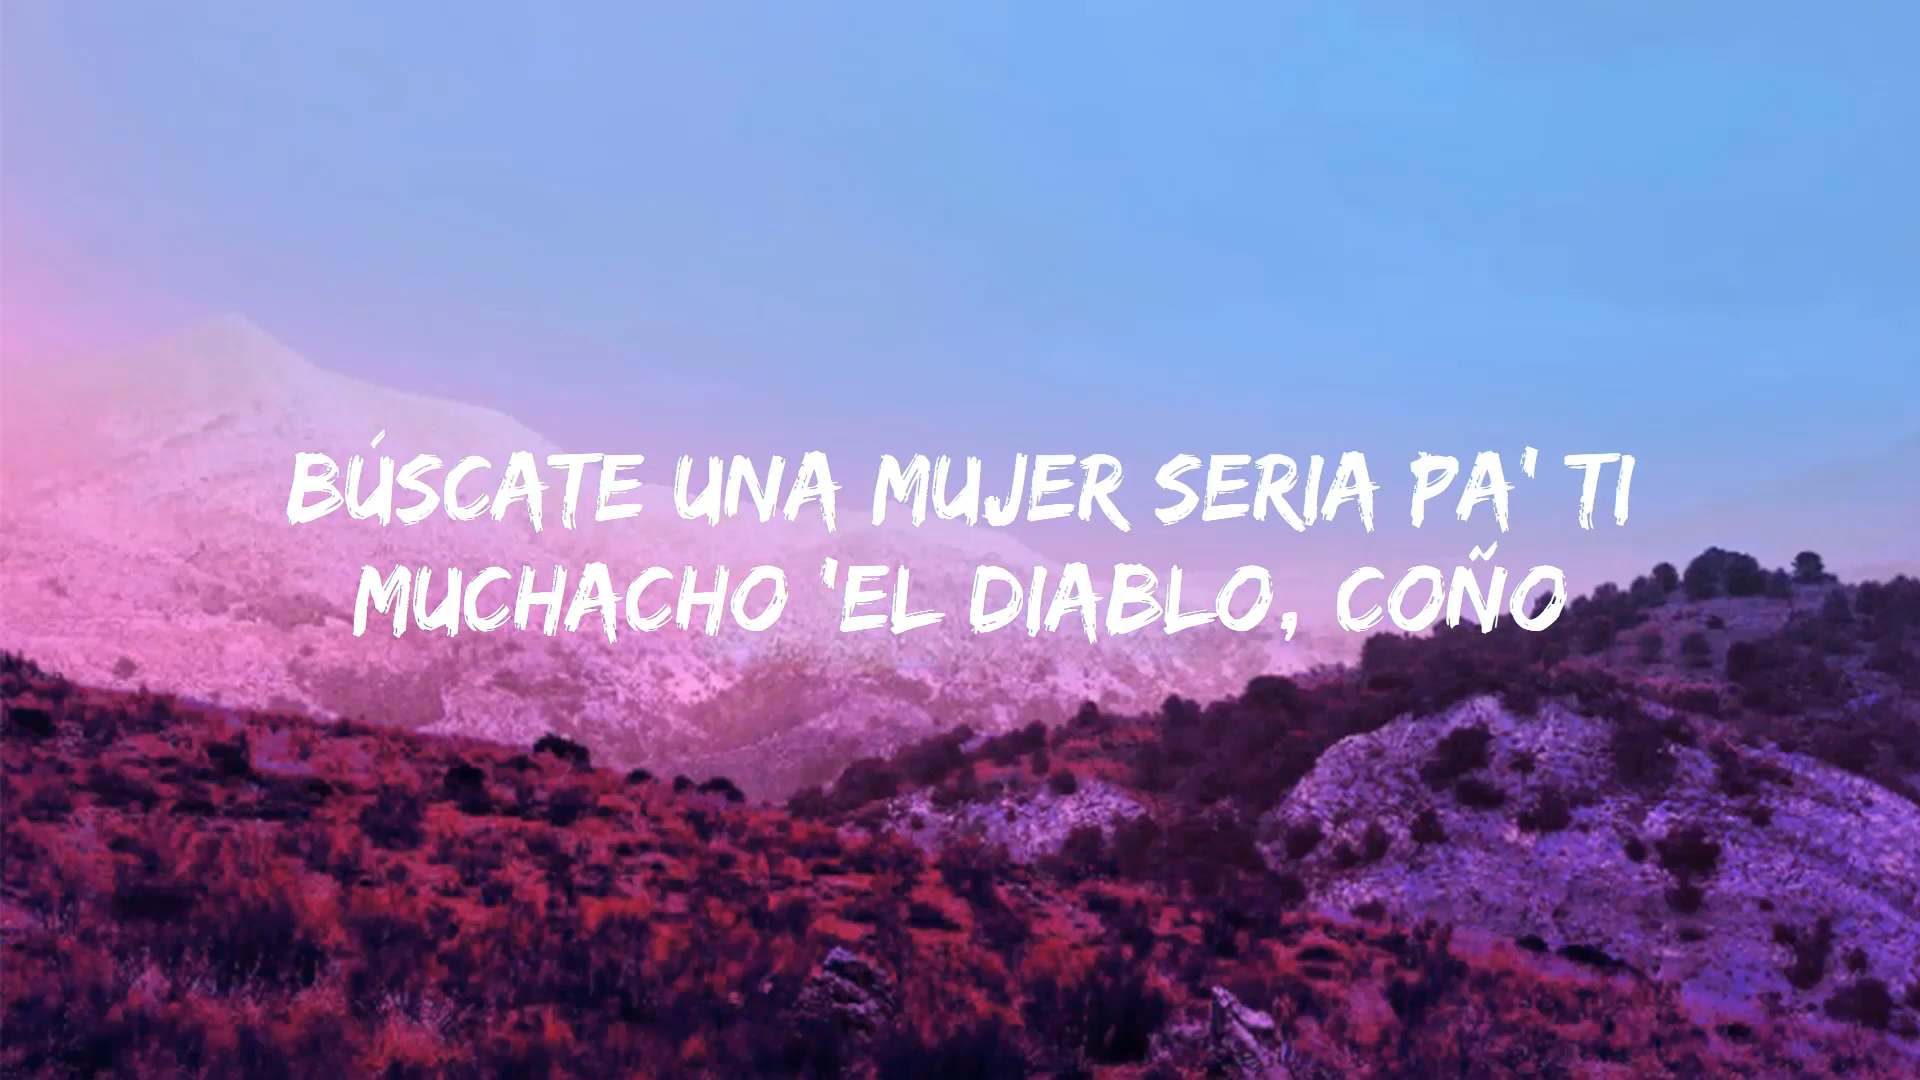 BÚSCATE UNA MUJER SERIA PA' TI
MUCHACHO 'EL DIABLO, COÑO